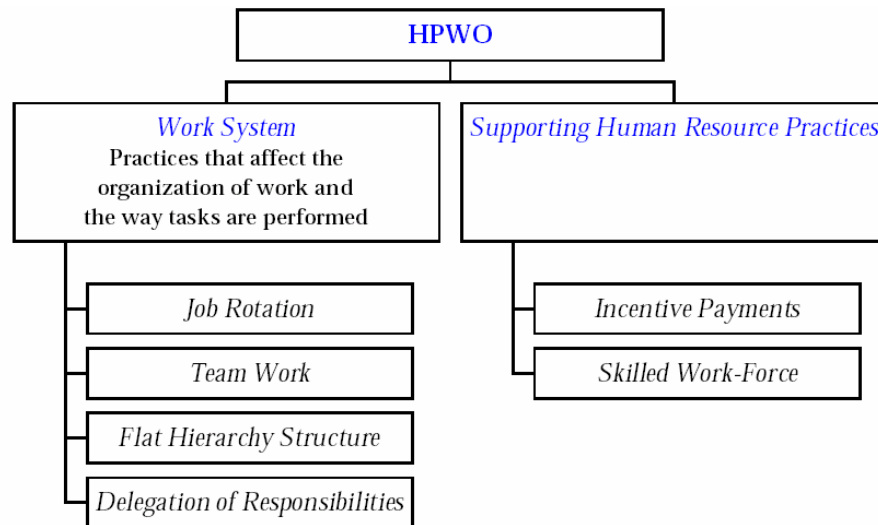 HPWO
Work System
Practices that affect the
organization of work and
the way tasks are performed
Job Rotation
Team Work
Flat Hierarchy Structure
Delegation of Responsibilities
Supporting Human Resource Practices
Incentive Payments
Skilled Work-Force